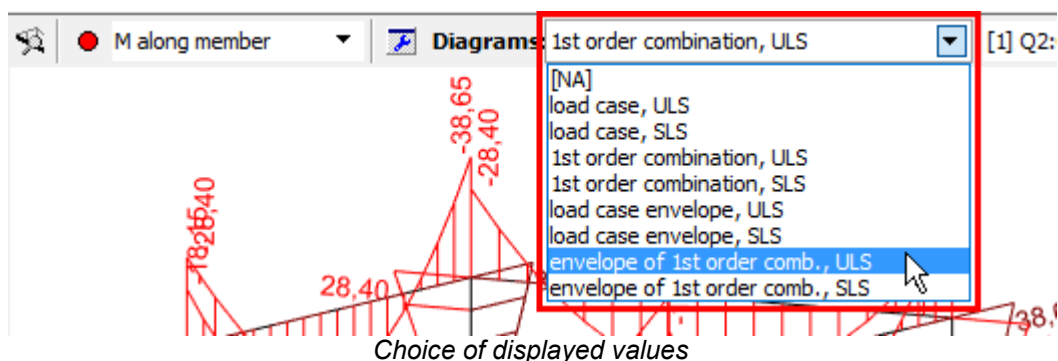 M along member
Diagrams:
1st order combination, ULS
[1] Q2:
[NA]
load case, ULS
load case, SLS
1st order combination, ULS
1st order combination, SLS
load case envelope, ULS
load case envelope, SLS
envelope of 1st order comb., ULS
envelope of 1st order comb., SLS
-38,65
-28,40
28,40
Choice of displayed values